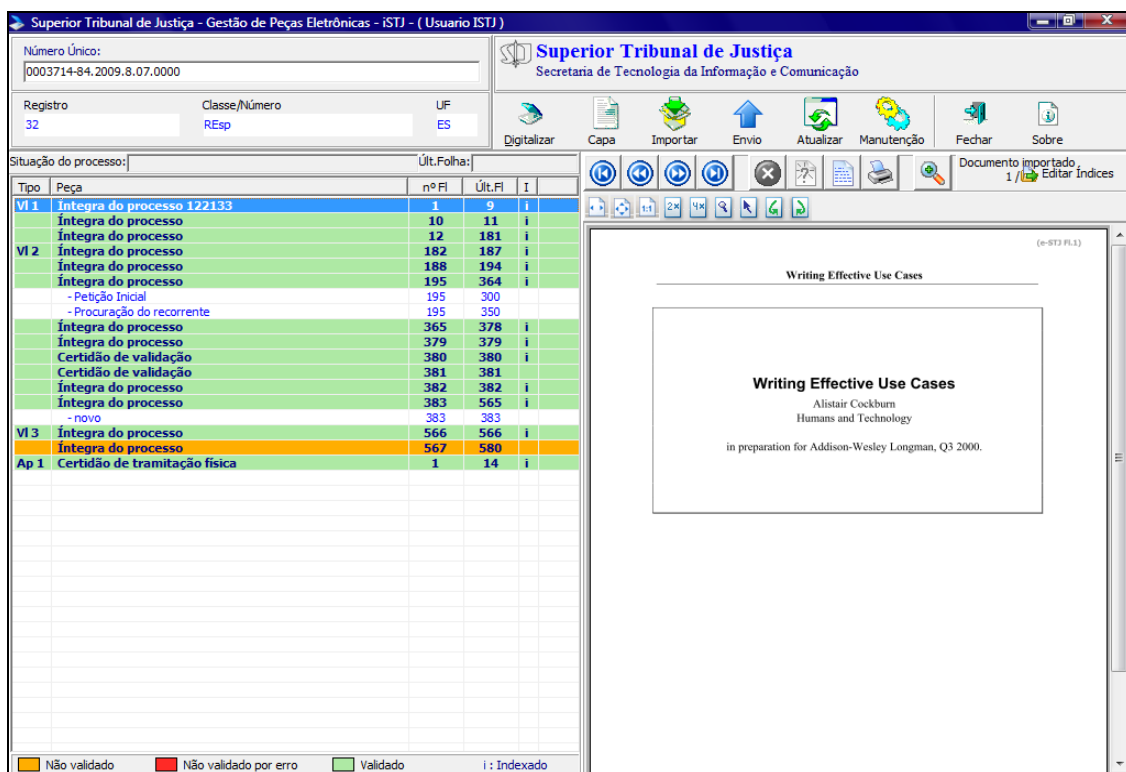 Superior Tribunal de Justiça - Gestão de Peças Eletrônicas - iSTJ - ( Usuario ISTJ )
Número Único:
0003714-84.2009.8.07.0000
Superior Tribunal de Justiça
Secretaria de Tecnologia da Informação e Comunicação
Registro Classe/Número UF
32 REsp ES
Digitalizar Capa Importar Envio Atualizar Manutenção Fechar Sobre
Situação do processo: Últ.Folha:
Documento importado
1 / Editar Índices
1:1 2x 4x
Tipo Peça nº Fl Últ.Fl I
Vl 1 Íntegra do processo 122133 1 9 i
Íntegra do processo 10 11 i
Íntegra do processo 12 181 i
Vl 2 Íntegra do processo 182 187 i
Íntegra do processo 188 194 i
Íntegra do processo 195 364 i
- Petição Inicial 195 300
- Procuração do recorrente 195 350
Íntegra do processo 365 378 i
Íntegra do processo 379 379 i
Certidão de validação 380 380 i
Certidão de validação 381 381
Íntegra do processo 382 382 i
Íntegra do processo 383 565 i
- novo 383 383
Vl 3 Íntegra do processo 566 566 i
Íntegra do processo 567 580
Ap 1 Certidão de tramitação física 1 14 i
Não validado Não validado por erro Validado i : Indexado
(e-STJ Fl.1)
Writing Effective Use Cases
Writing Effective Use Cases
Alistair Cockburn
Humans and Technology
in preparation for Addison-Wesley Longman, Q3 2000.